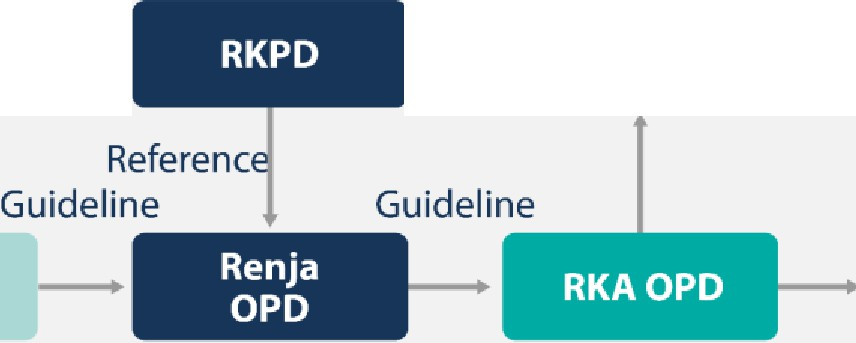 RKPD
Reference
Guideline
Guideline
Renja
OPD
RKA OPD